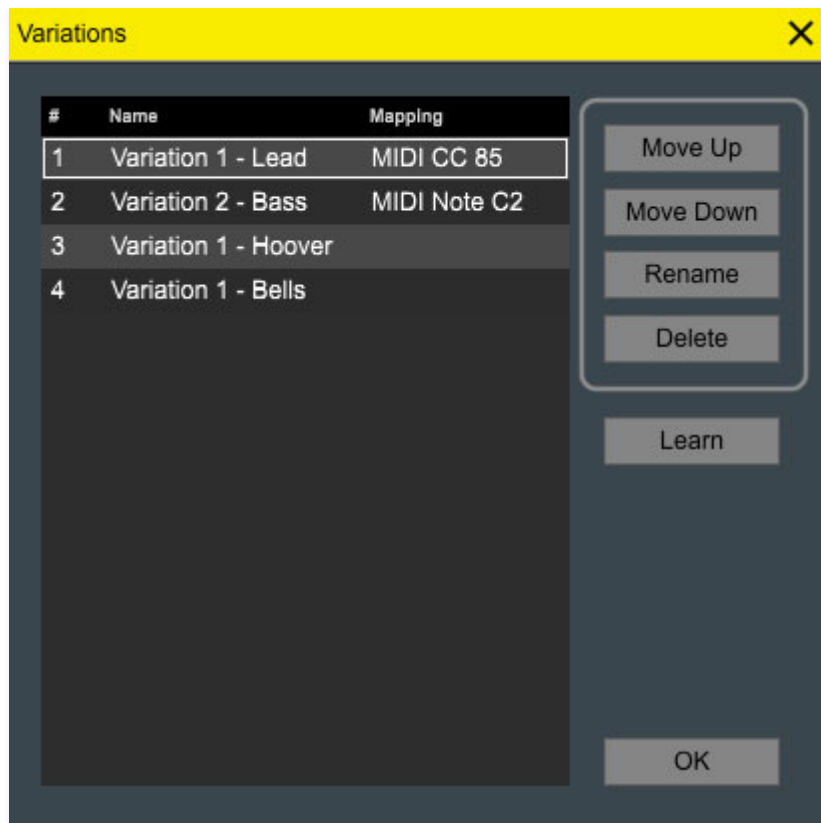 Variations
# Name Mapping
1 Variation 1 - Lead MIDI CC 85
2 Variation 2 - Bass MIDI Note C2
3 Variation 1 - Hoover
4 Variation 1 - Bells
Move Up
Move Down
Rename
Delete
Learn
OK